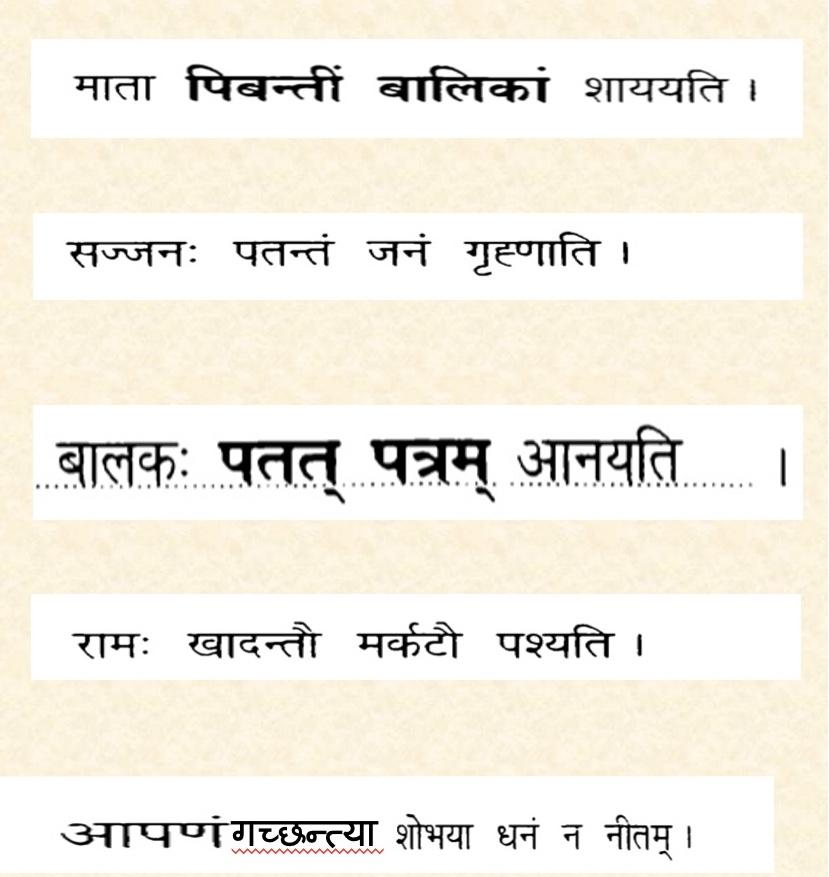 माता पिबन्तीं बालिकां शाययति ।
सज्जनः पतन्तं जनं गृह्णाति ।
बालकः पतत् पत्रम् आनयति ।
रामः खादन्तौ मर्कटौ पश्यति ।
आपणं गच्छन्त्या शोभया धनं न नीतम् ।